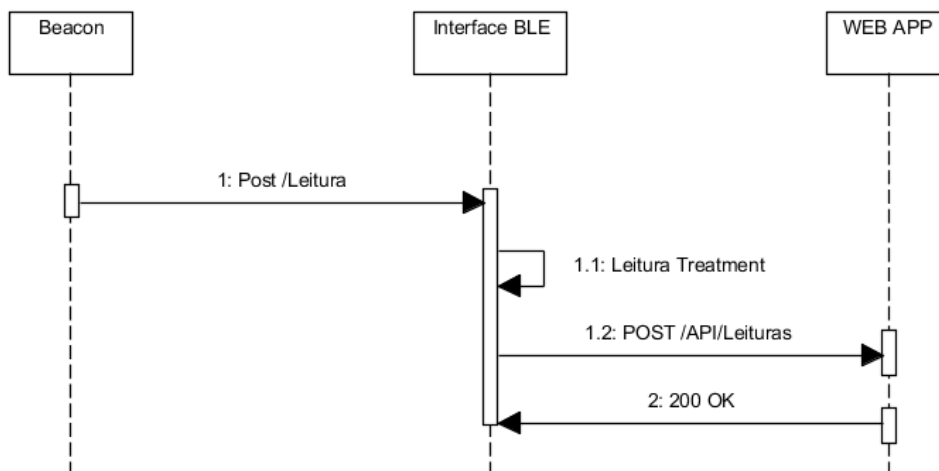 Beacon
Interface BLE
WEB APP
1: Post /Leitura
1.1: Leitura Treatment
1.2: POST /API/Leituras
2: 200 OK